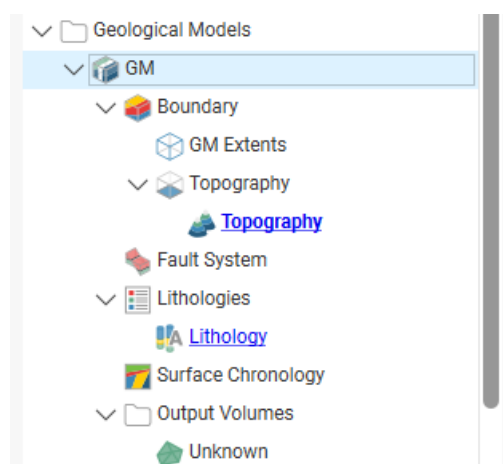 Geological Models
GM
Boundary
GM Extents
Topography
Topography
Fault System
Lithologies
Lithology
Surface Chronology
Output Volumes
Unknown